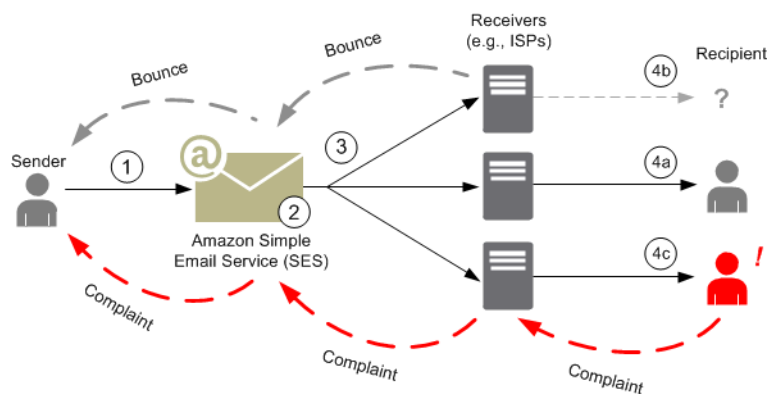 Receivers
(e.g., ISPs)
Bounce
Bounce
4b
Recipient
?
Sender
1
@
3
4a
2
Amazon Simple
Email Service (SES)
4c
!
Complaint
Complaint
Complaint